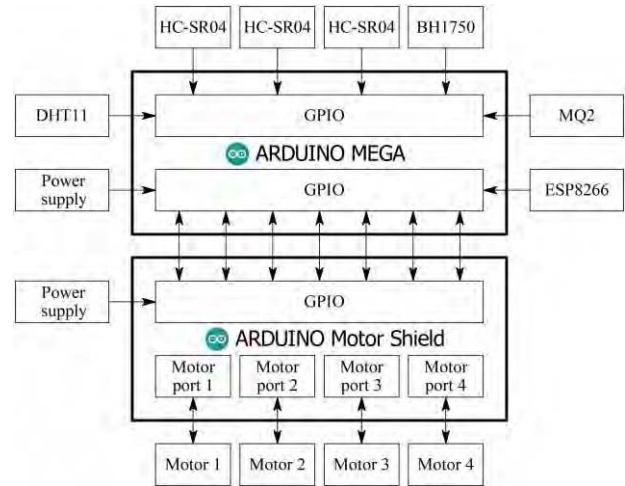 HC-SR04 HC-SR04 HC-SR04 BH1750
DHT11 GPIO MQ2
ARDUINO MEGA
Power
supply
GPIO ESP8266
Power
supply
GPIO
ARDUINO Motor Shield
Motor
port 1
Motor
port 2
Motor
port 3
Motor
port 4
Motor 1 Motor 2 Motor 3 Motor 4